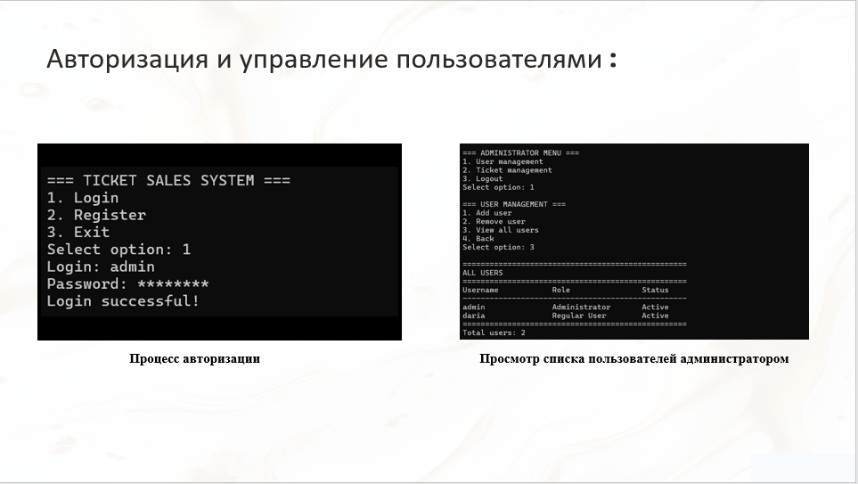 Авторизация и управление пользователями :
=== TICKET SALES SYSTEM ===
1. Login
2. Register
3. Exit
Select option: 1
Login: admin
Password: ********
Login successful!
Процесс авторизации
=== ADMINISTRATOR MENU ===
1. User management
2. Ticket management
3. Logout
Select option: 1
=== USER MANAGEMENT ===
1. Add user
2. Remove user
3. View all users
4. Back
Select option: 3
==================================================
ALL USERS
==================================================
Username Role Status
--------------------------------------------------
admin Administrator Active
daria Regular User Active
==================================================
Total users: 2
Просмотр списка пользователей администратором